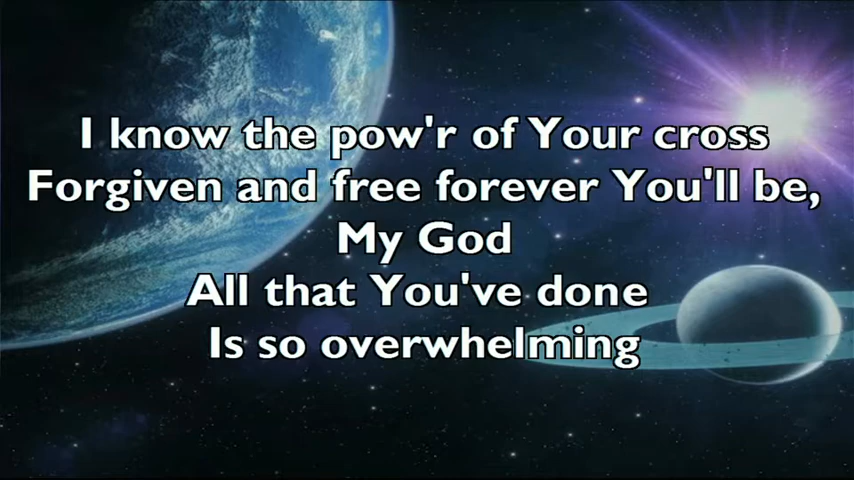 I know the pow'r of Your cross
Forgiven and free forever You'll be,
My God
All that You've done
Is so overwhelming